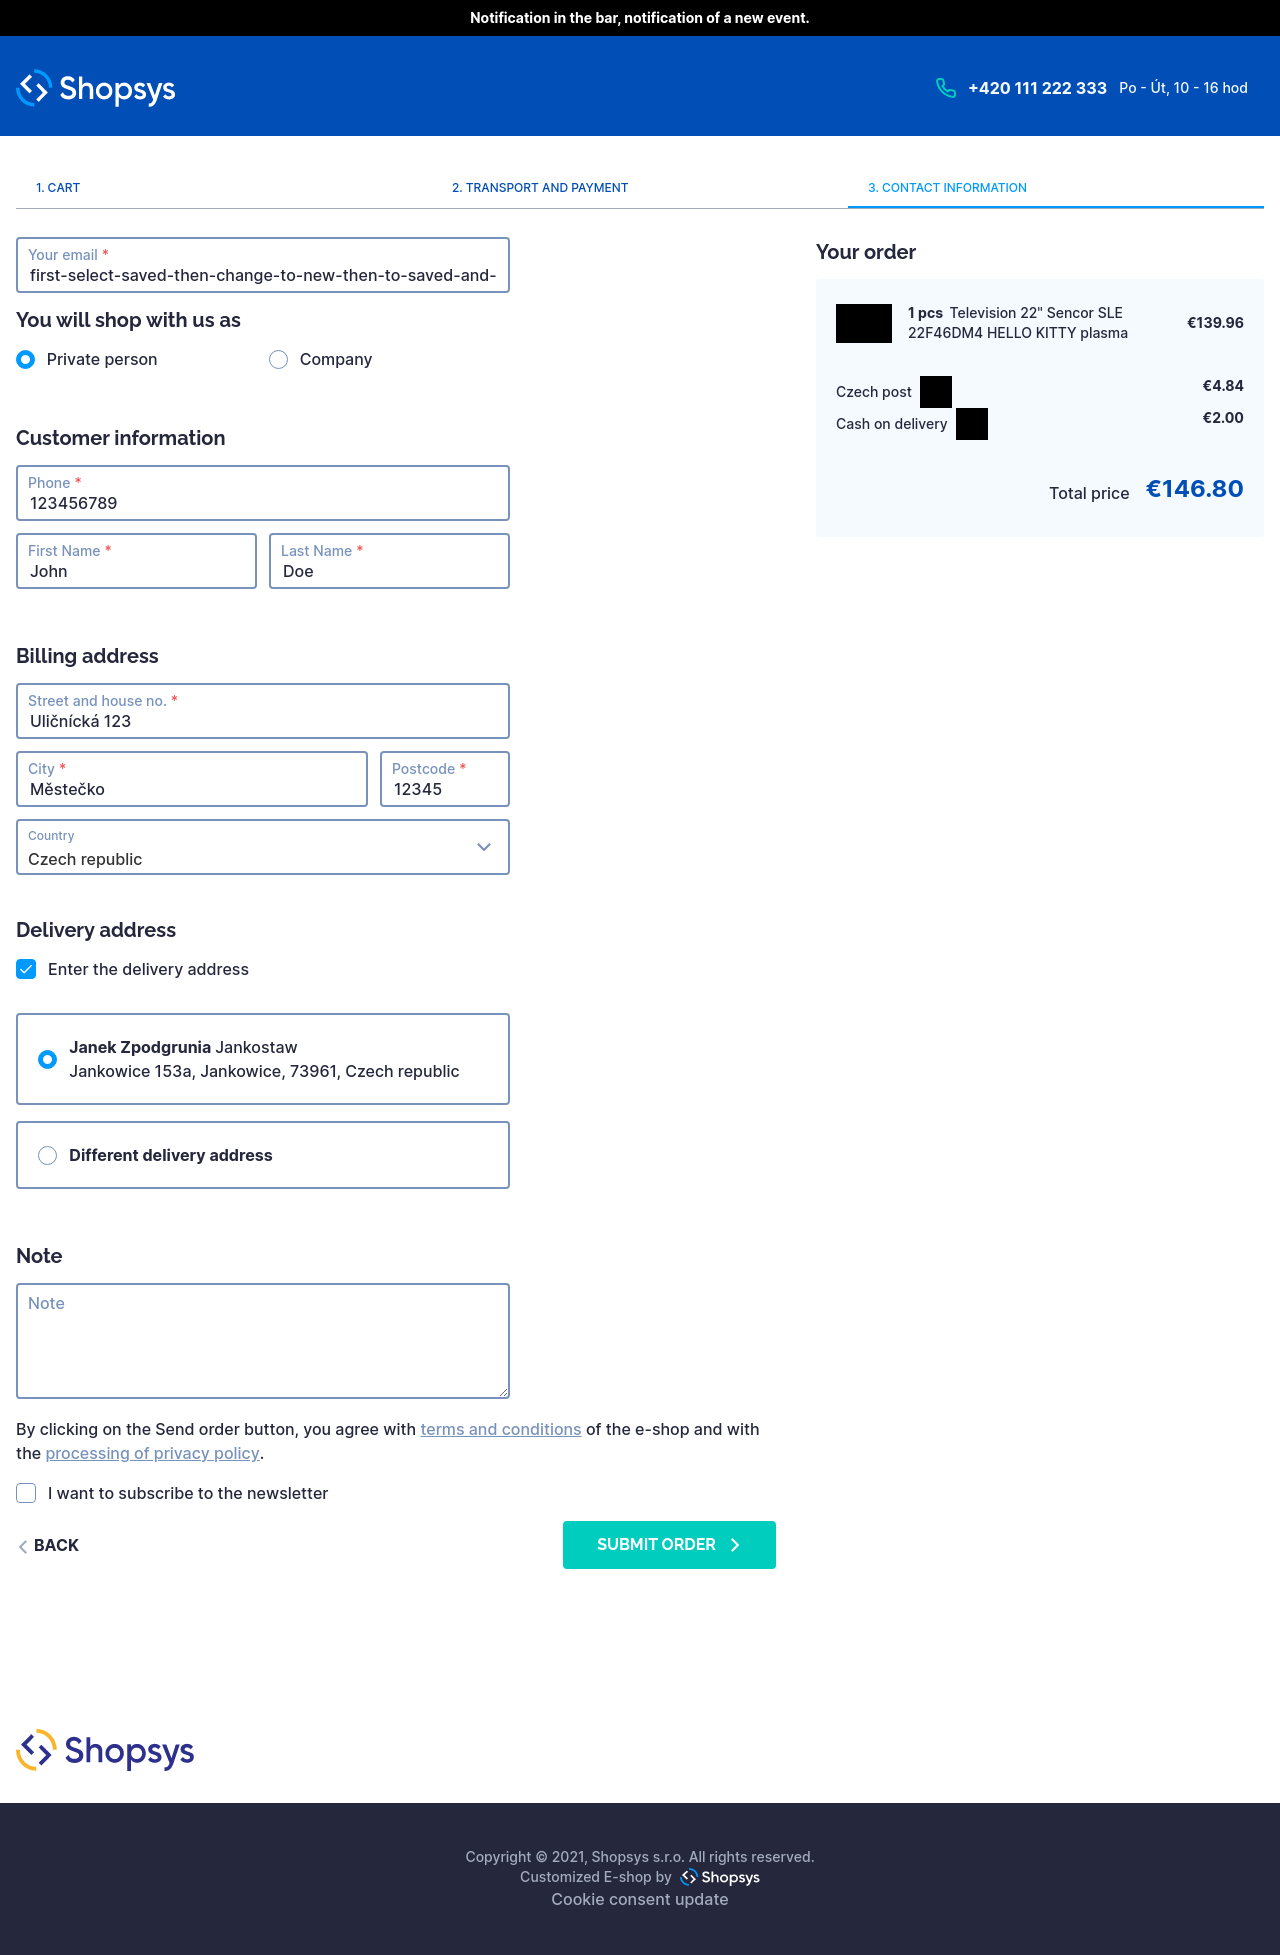 Notification in the bar, notification of a new event.
Shopsys
+420 111 222 333 Po - Út, 10 - 16 hod
1. CART
2. TRANSPORT AND PAYMENT
3. CONTACT INFORMATION
Your email *
first-select-saved-then-change-to-new-then-to-saved-and-
You will shop with us as
Private person
Company
Customer information
Phone *
123456789
First Name *
John
Last Name *
Doe
Billing address
Street and house no. *
Uličnícká 123
City *
Městečko
Postcode *
12345
Country
Czech republic
Delivery address
Enter the delivery address
Janek Zpodgrunia Jankostaw
Jankowice 153a, Jankowice, 73961, Czech republic
Different delivery address
Note
Note
By clicking on the Send order button, you agree with terms and conditions of the e-shop and with
the processing of privacy policy.
I want to subscribe to the newsletter
BACK
SUBMIT ORDER
Your order
1 pcs Television 22" Sencor SLE
22F46DM4 HELLO KITTY plasma
€139.96
Czech post
€4.84
Cash on delivery
€2.00
Total price €146.80
Shopsys
Copyright © 2021, Shopsys s.r.o. All rights reserved.
Customized E-shop by Shopsys
Cookie consent update